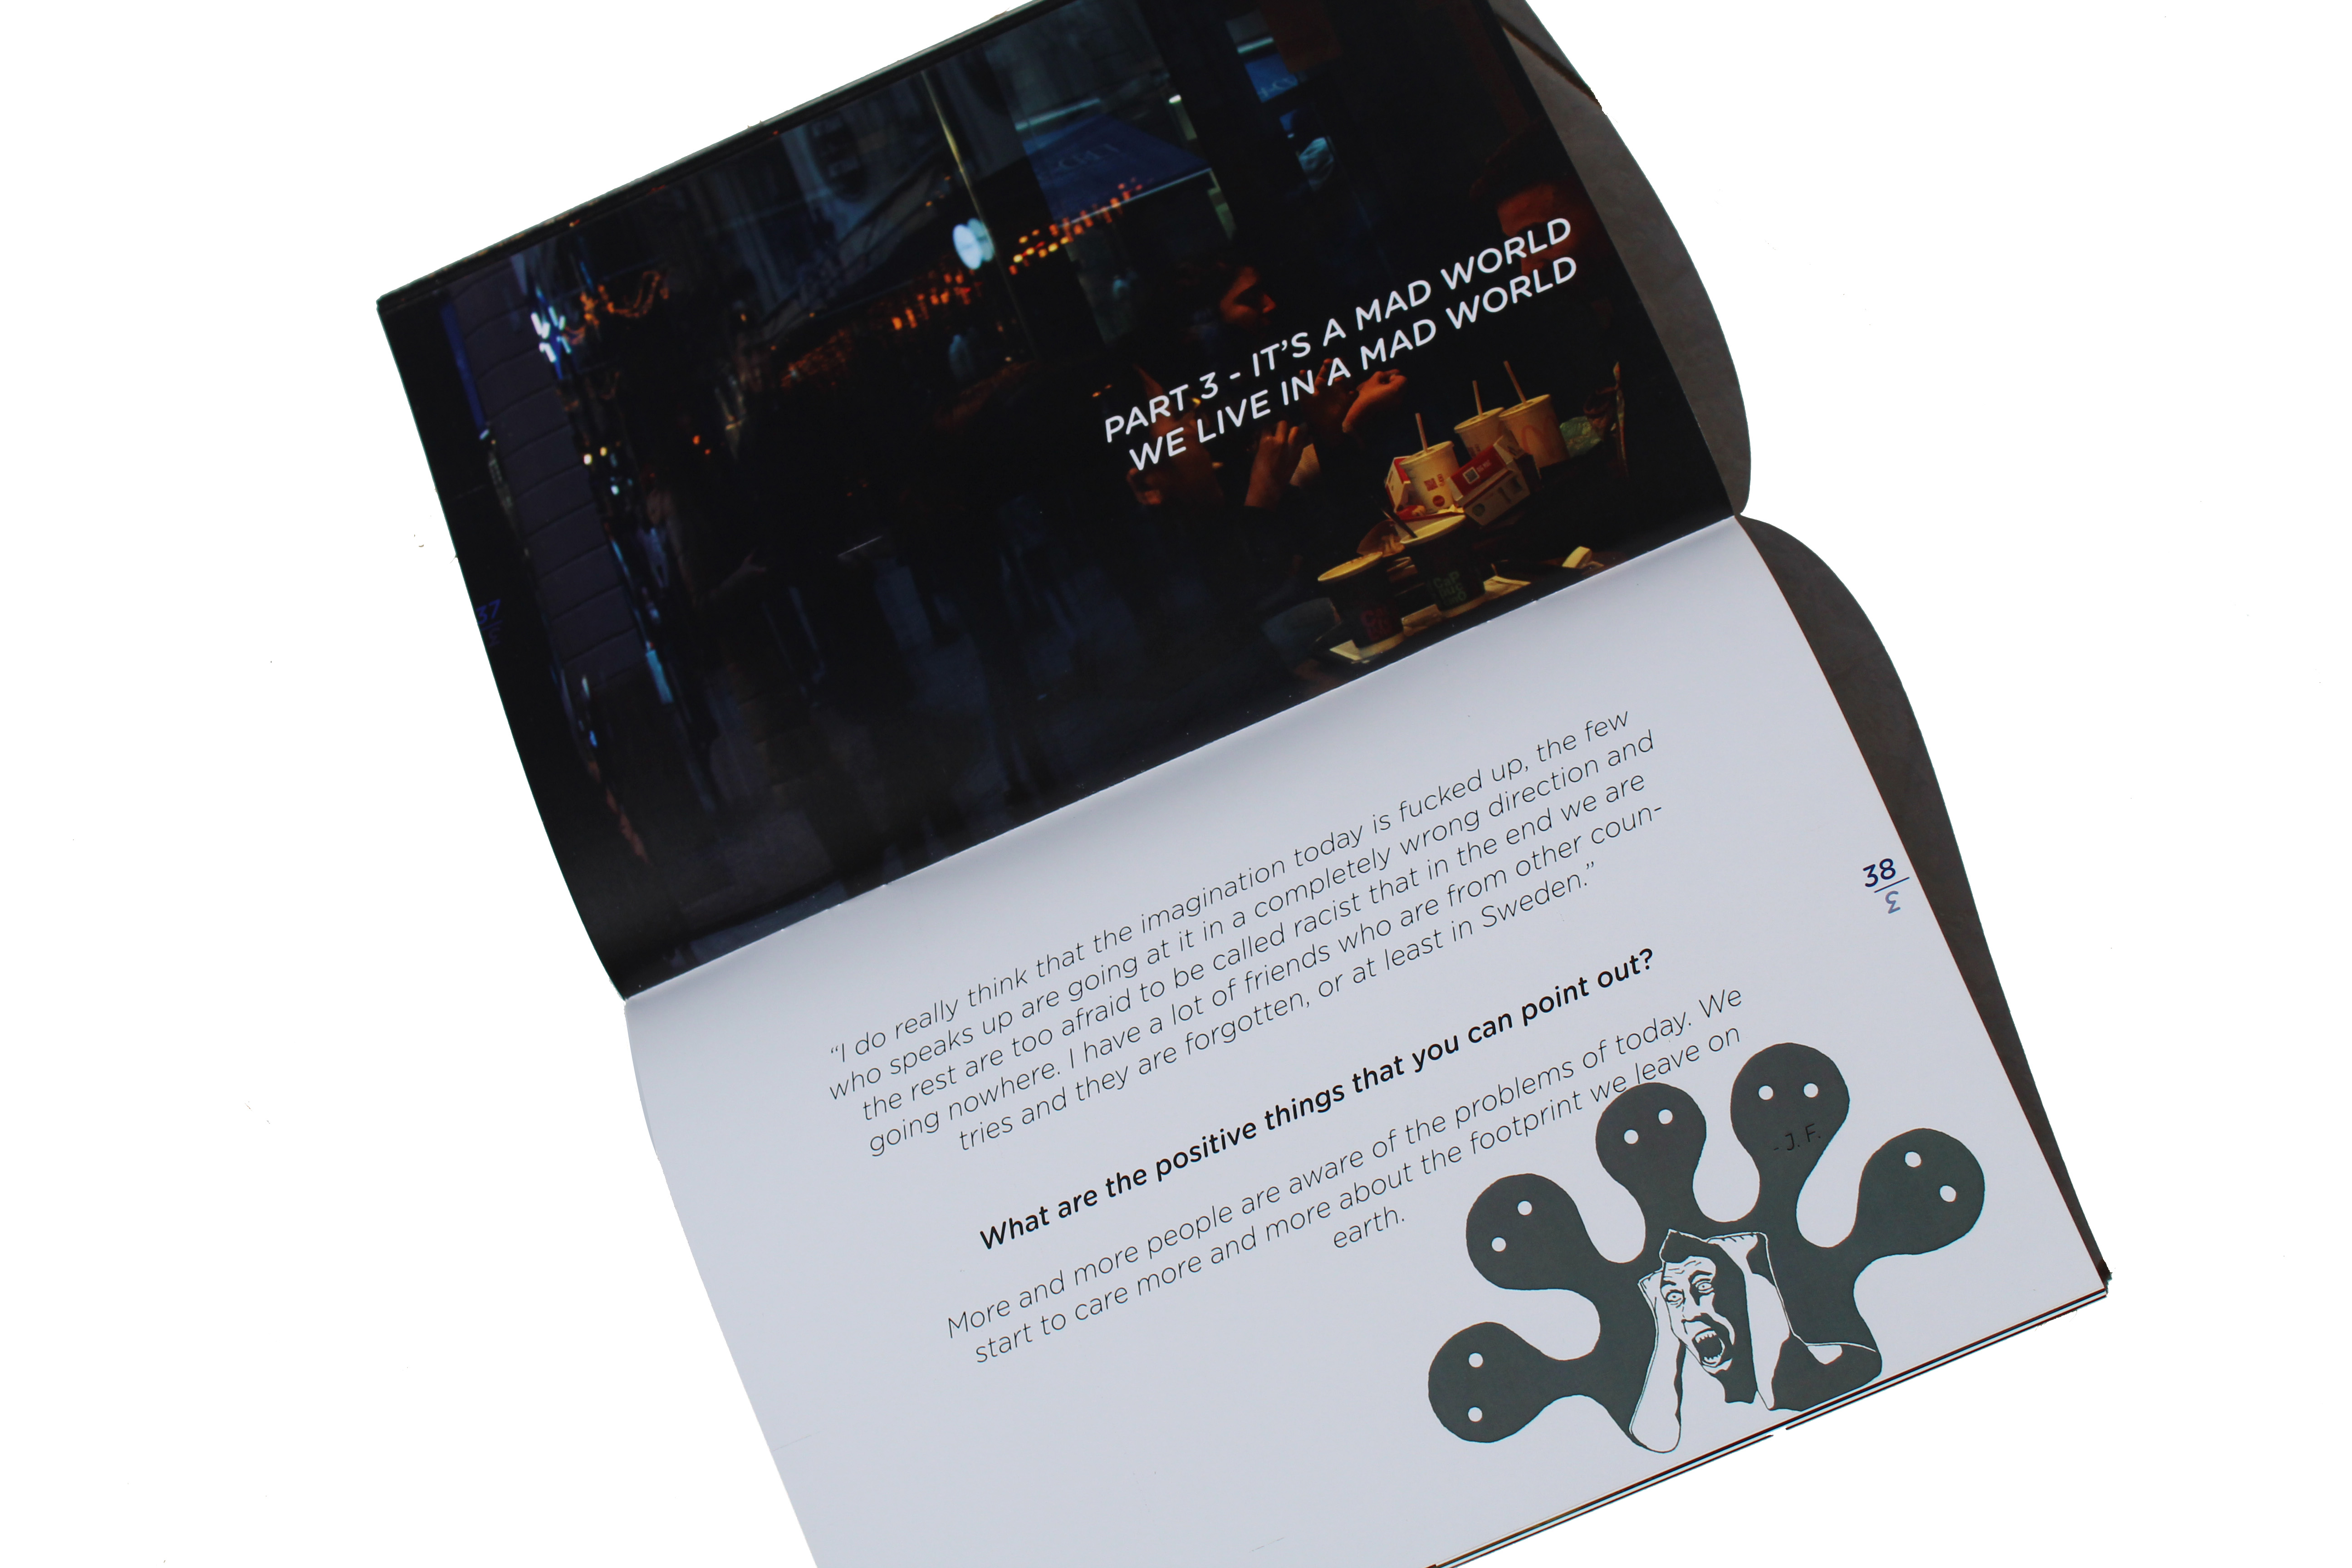 PART 3 - IT'S A MAD WORLD
WE LIVE IN A MAD WORLD
37
“I do really think that the imagination today is fucked up, the few
who speaks up are going at it in a completely wrong direction and
the rest are too afraid to be called racist that in the end we are
going nowhere. I have a lot of friends who are from other coun-
tries and they are forgotten, or at least in Sweden.”
What are the positive things that you can point out?
More and more people are aware of the problems of today. We
start to care more and more about the footprint we leave on
earth.
- J. F.
38
3